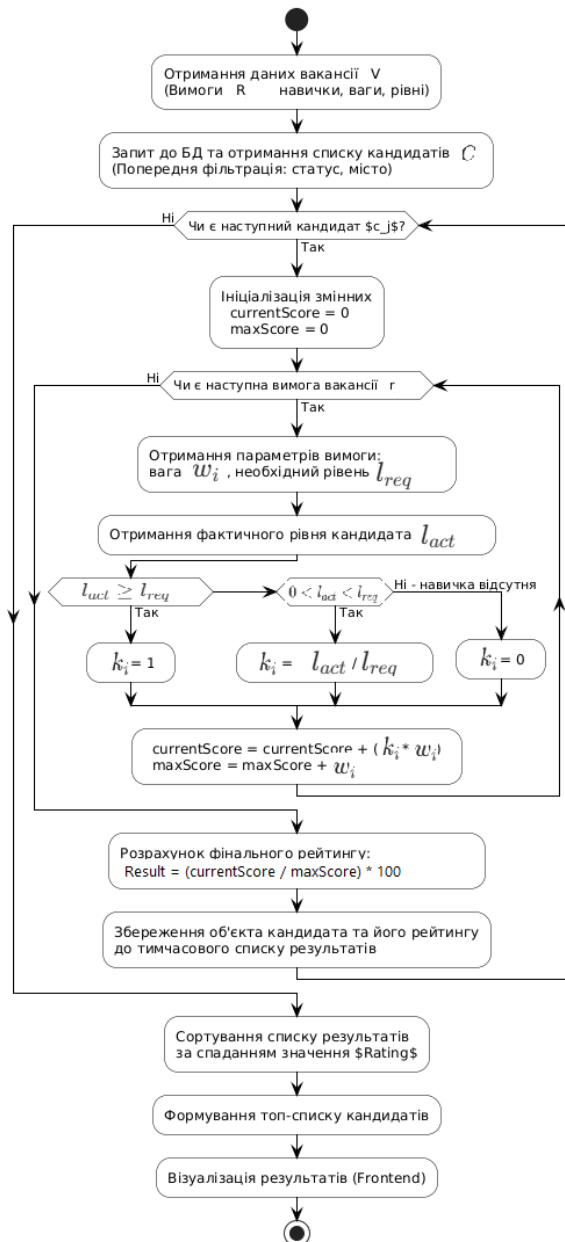 Отримання даних вакансії V
(Вимоги R навички, ваги, рівні)
Запит до БД та отримання списку кандидатів C
(Попередня фільтрація: статус, місто)
Ні
Чи є наступний кандидат $c_j$?
Так
Ініціалізація змінних
currentScore = 0
maxScore = 0
Ні
Чи є наступна вимога вакансії r
Так
Отримання параметрів вимоги:
вага w_i , необхідний рівень l_req
Отримання фактичного рівня кандидата l_act
l_act ≥ l_req
0 < l_act < l_req
Ні - навичка відсутня
Так
Так
k_i = 1
k_i = l_act / l_req
k_i = 0
currentScore = currentScore + ( k_i * w_i)
maxScore = maxScore + w_i
Розрахунок фінального рейтингу:
Result = (currentScore / maxScore) * 100
Збереження об'єкта кандидата та його рейтингу
до тимчасового списку результатів
Сортування списку результатів
за спаданням значення $Rating$
Формування топ-списку кандидатів
Візуалізація результатів (Frontend)